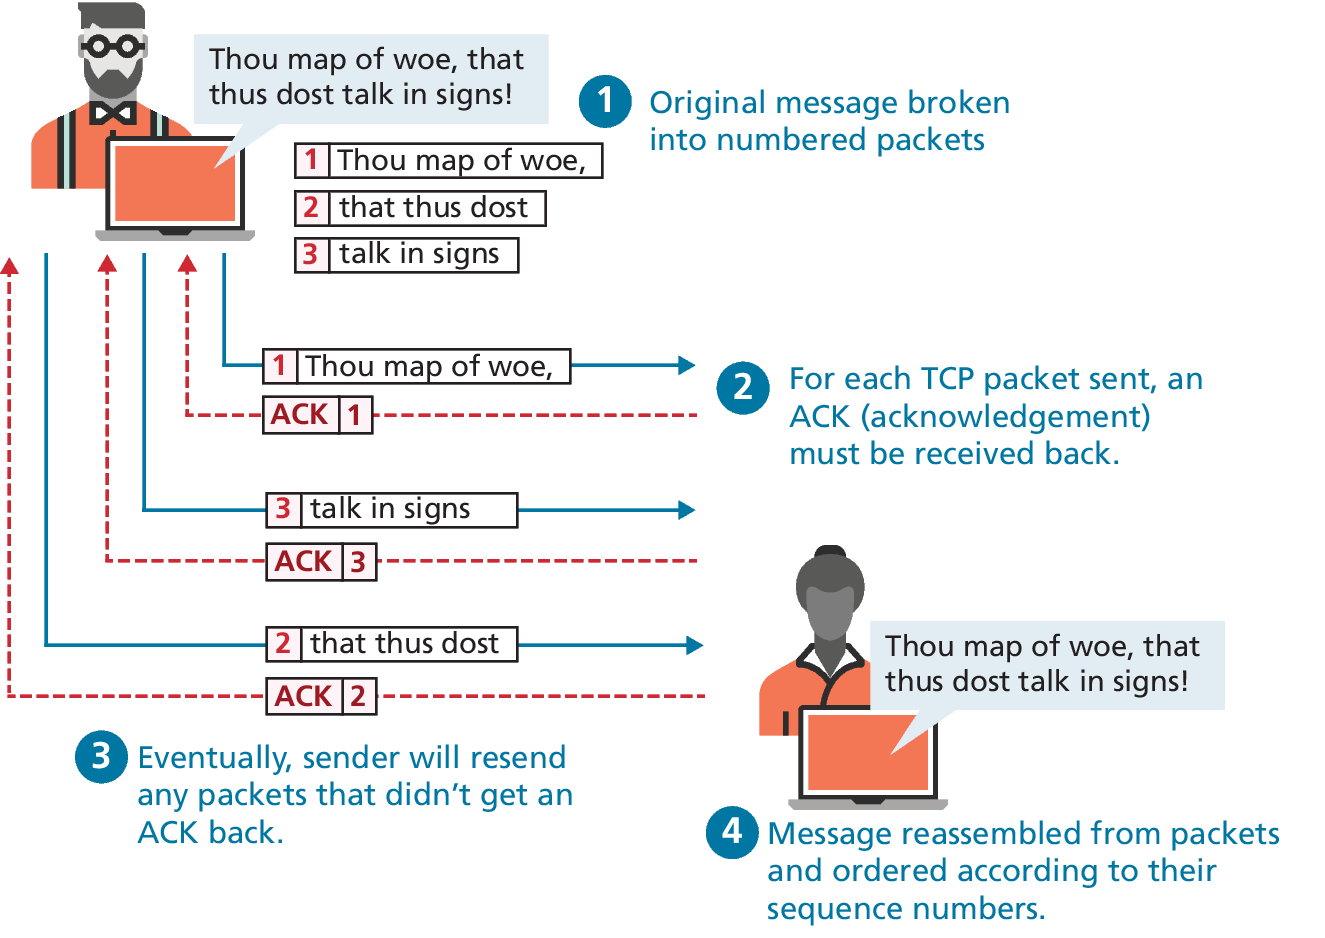 Thou map of woe, that
thus dost talk in signs!
1 Original message broken
into numbered packets
1 Thou map of woe,
2 that thus dost
3 talk in signs
1 Thou map of woe,
ACK 1
2 For each TCP packet sent, an
ACK (acknowledgement)
must be received back.
3 talk in signs
ACK 3
2 that thus dost
ACK 2
3 Eventually, sender will resend
any packets that didn't get an
ACK back.
Thou map of woe, that
thus dost talk in signs!
4 Message reassembled from packets
and ordered according to their
sequence numbers.